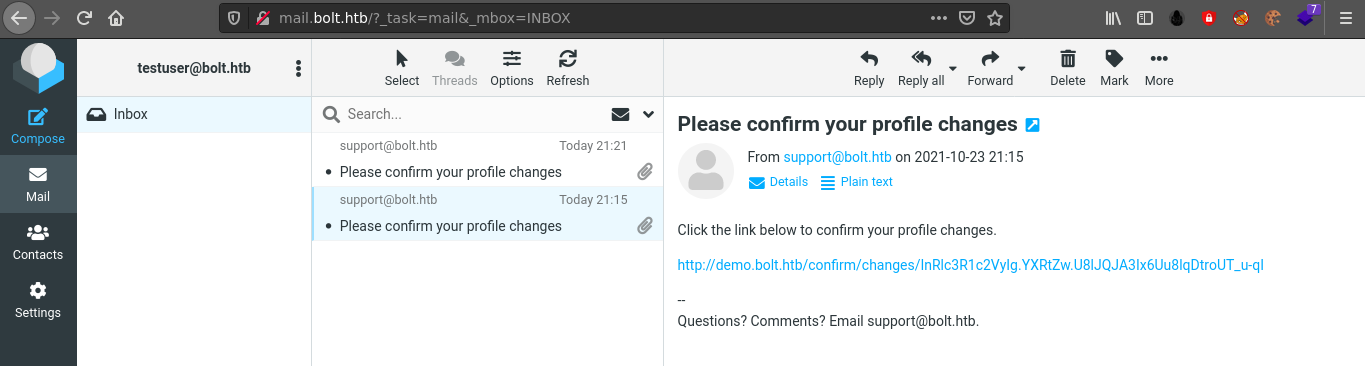 mail.bolt.htb/?_task=mail&_mbox=INBOX
7
testuser@bolt.htb
Select
Threads
Options
Refresh
Reply
Reply all
Forward
Delete
Mark
More
Compose
Mail
Contacts
Settings
Inbox
Search...
support@bolt.htb Today 21:21
Please confirm your profile changes
support@bolt.htb Today 21:15
Please confirm your profile changes
Please confirm your profile changes
From support@bolt.htb on 2021-10-23 21:15
Details Plain text
Click the link below to confirm your profile changes.
http://demo.bolt.htb/confirm/changes/InRlc3R1c2VyIg.YXRtZw.U8IJQJA3Ix6Uu8IqDtroUT_u-qI
--
Questions? Comments? Email support@bolt.htb.